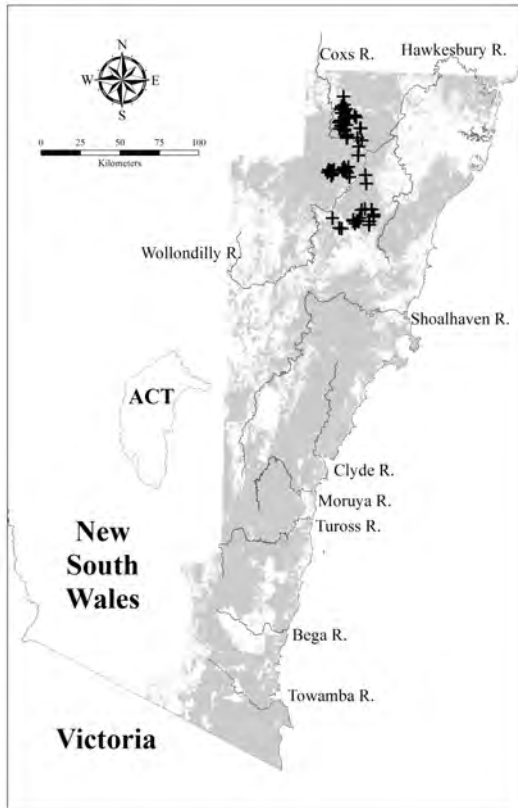 Coxs R.
Hawkesbury R.
N
W E
S
0 25 50 100
Kilometers
Wollondilly R.
Shoalhaven R.
ACT
Clyde R.
Moruya R.
Tuross R.
New
South
Wales
Bega R.
Towamba R.
Victoria